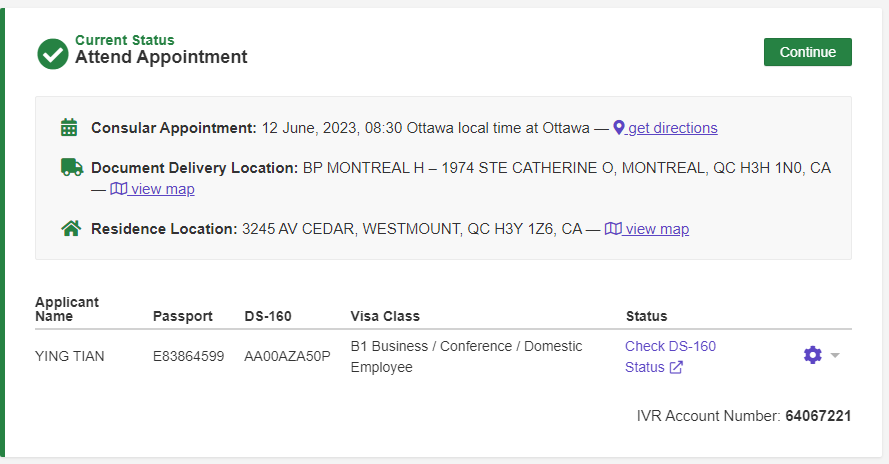 Current Status
Attend Appointment
Continue
Consular Appointment: 12 June, 2023, 08:30 Ottawa local time at Ottawa — get directions
Document Delivery Location: BP MONTREAL H – 1974 STE CATHERINE O, MONTREAL, QC H3H 1N0, CA
— view map
Residence Location: 3245 AV CEDAR, WESTMOUNT, QC H3Y 1Z6, CA — view map
Applicant
Name Passport DS-160 Visa Class Status
YING TIAN E83864599 AA00AZA50P B1 Business / Conference / Domestic Check DS-160
Employee Status
IVR Account Number: 64067221